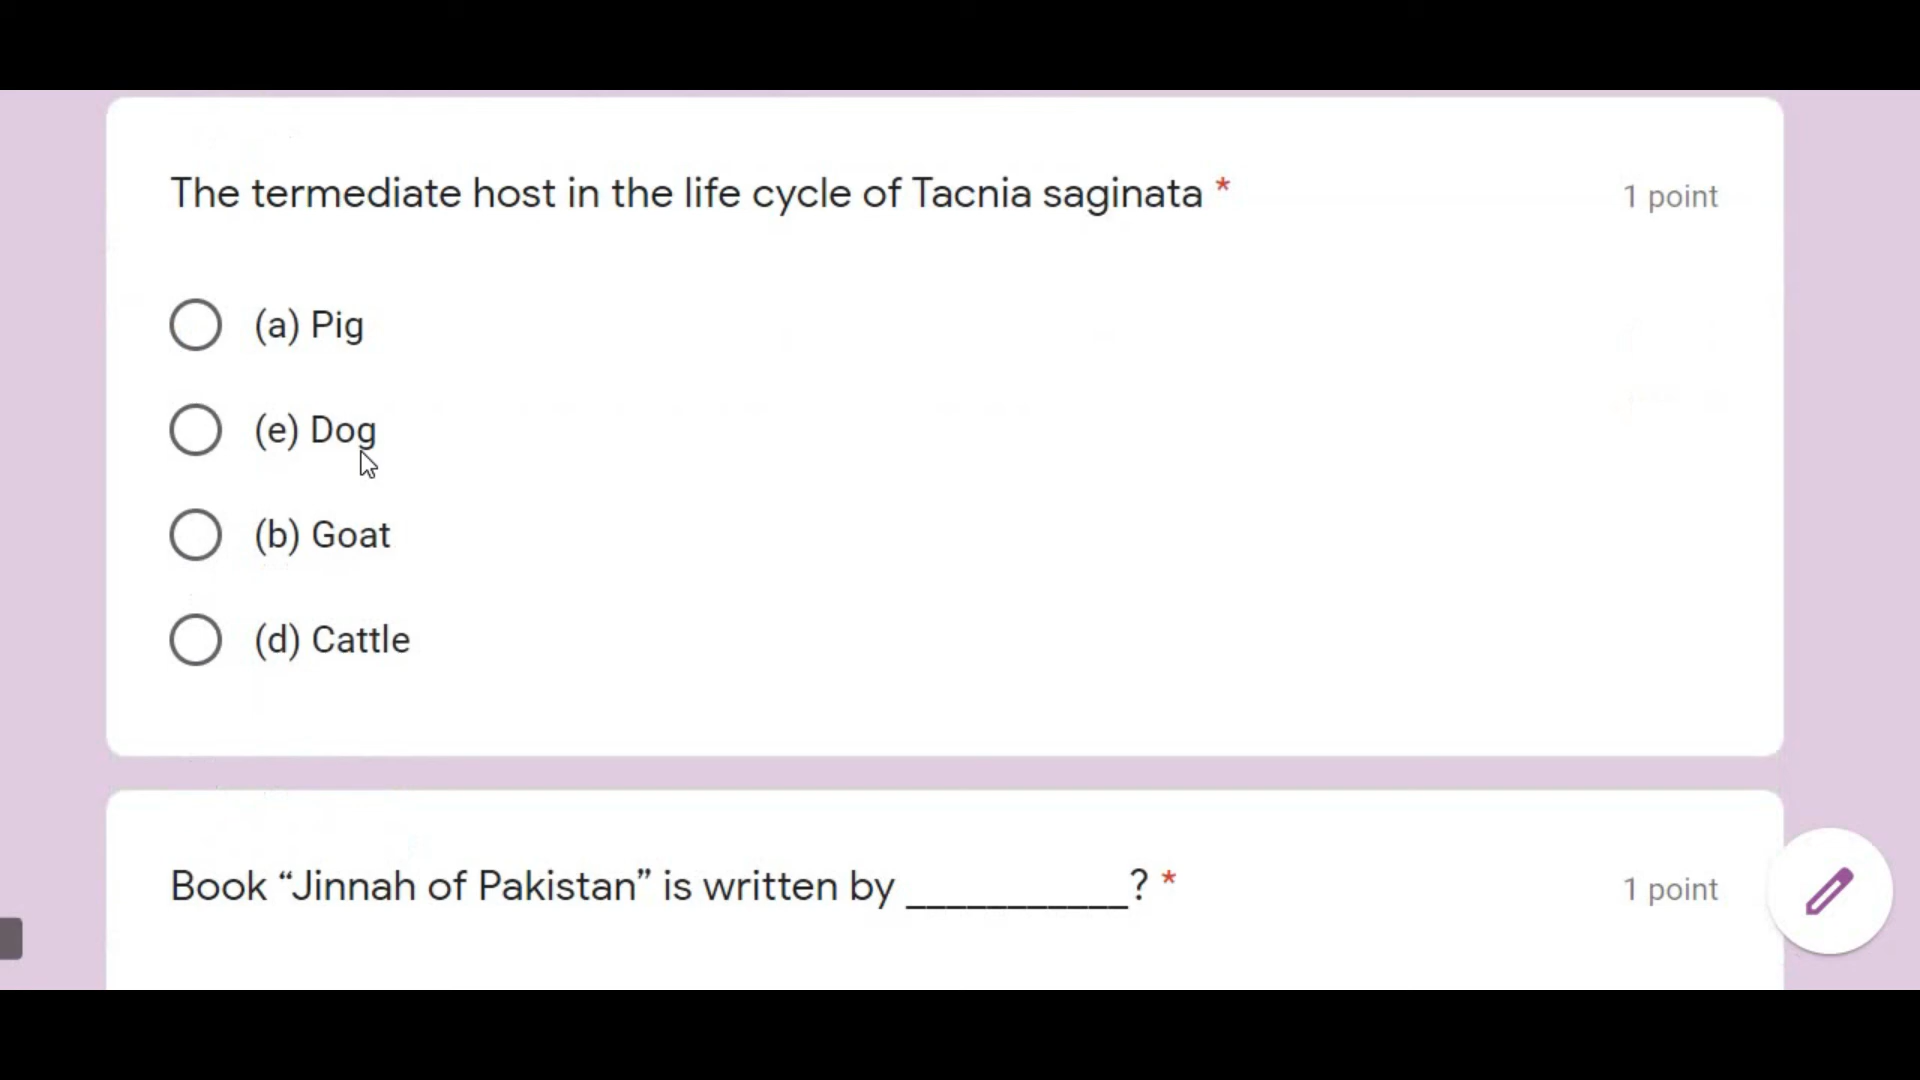 The termediate host in the life cycle of Tacnia saginata *
1 point
(a) Pig
(e) Dog
(b) Goat
(d) Cattle
Book “Jinnah of Pakistan” is written by ___________? *
1 point